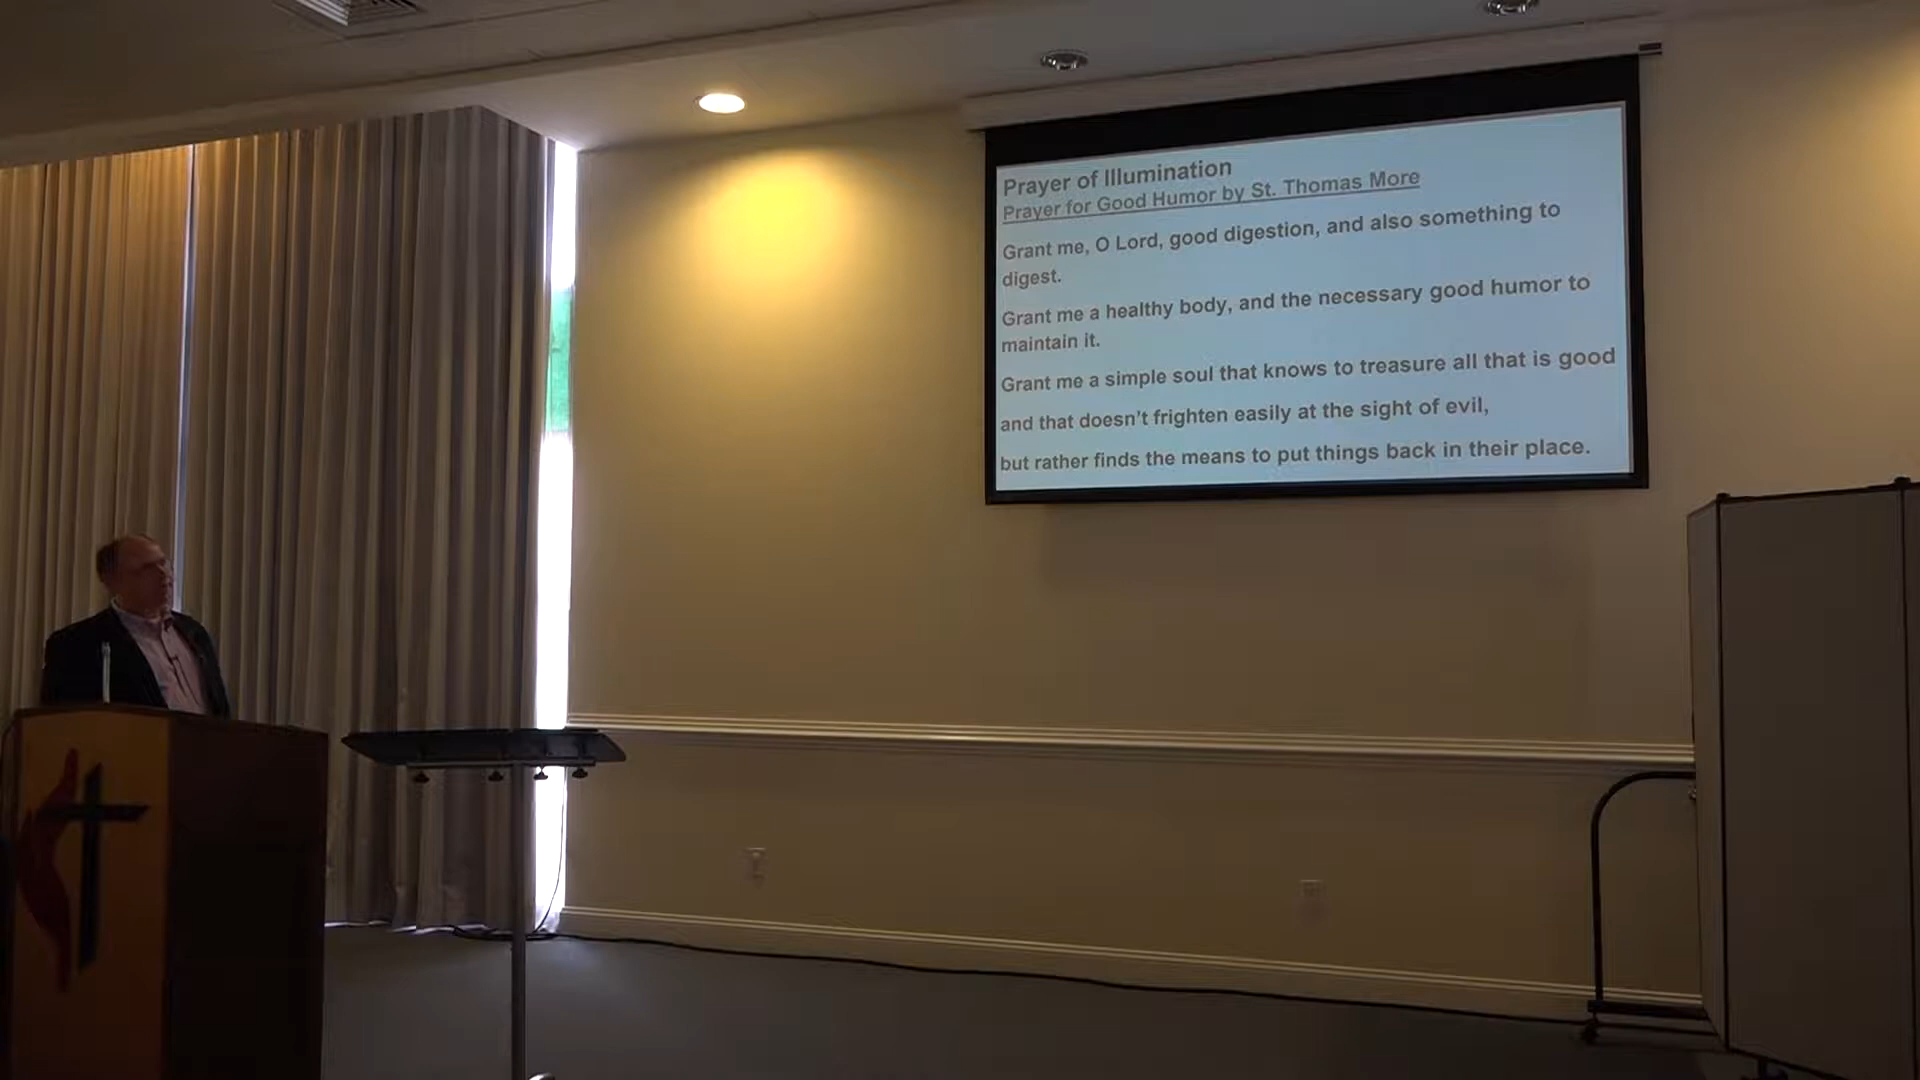 Prayer of Illumination
Prayer for Good Humor by St. Thomas More
Grant me, O Lord, good digestion, and also something to
digest.
Grant me a healthy body, and the necessary good humor to
maintain it.
Grant me a simple soul that knows to treasure all that is good
and that doesn’t frighten easily at the sight of evil,
but rather finds the means to put things back in their place.